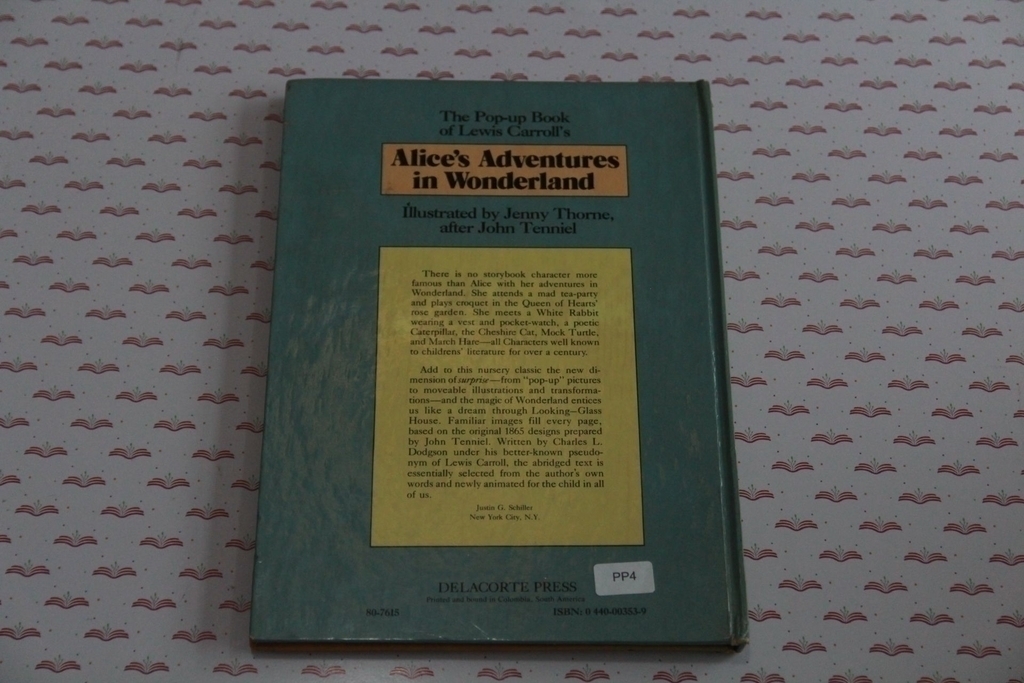 The Pop-up Book
of Lewis Carroll's
Alice's Adventures
in Wonderland
Illustrated by Jenny Thorne,
after John Tenniel
There is no storybook character more
famous than Alice with her adventures in
Wonderland. She attends a mad tea-party
and plays croquet in the Queen of Hearts'
rose garden. She meets a White Rabbit
wearing a vest and pocket-watch, a poetic
Caterpillar, the Cheshire Cat, Mock Turtle,
and March Hare—all Characters well known
to childrens' literature for over a century.
Add to this nursery classic the new di-
mension of surprise—from "pop-up" pictures
to moveable illustrations and transforma-
tions—and the magic of Wonderland entices
us like a dream through Looking-Glass
House. Familiar images fill every page,
based on the original 1865 designs prepared
by John Tenniel. Written by Charles L.
Dodgson under his better-known pseudo-
nym of Lewis Carroll, the abridged text is
essentially selected from the author's own
words and newly animated for the child in all
of us.
Justin G. Schiller
New York City, N.Y.
DELACORTE PRESS
Printed and bound in Colombia, South America
80-7615
ISBN: 0 440-00353-9
PP4